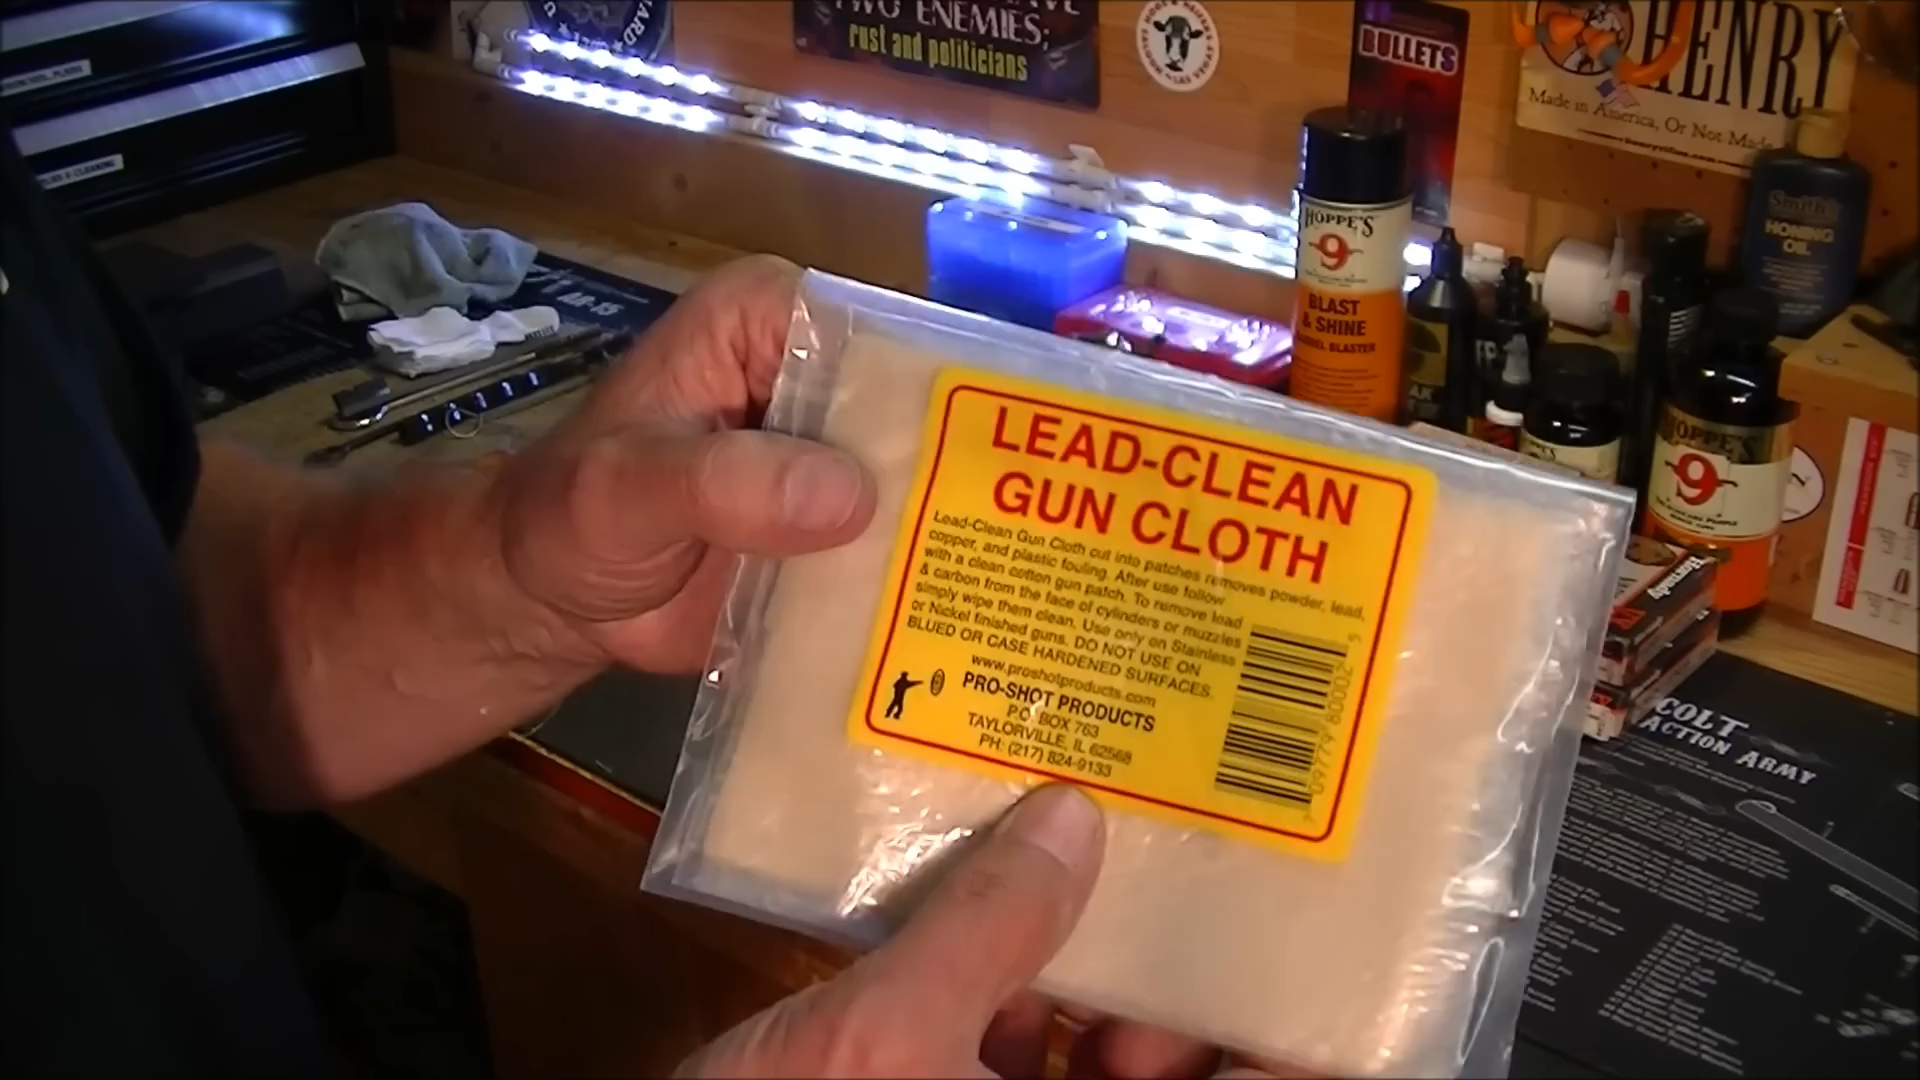 TWO ENEMIES;
rust and politicians
BULLETS
HENRY
Made in America, Or Not Made
HOPPE'S
9
BLAST
& SHINE
Smith's
HONING
OIL
AR-15
LEAD-CLEAN
GUN CLOTH
Lead-Clean Gun Cloth cut into patches removes powder, lead,
copper, and plastic fouling. After use follow
with a clean cotton gun patch. To remove lead
& carbon from the face of cylinders or muzzles
simply wipe them clean. Use only on Stainless
or Nickel finished guns. DO NOT USE ON
BLUED OR CASE HARDENED SURFACES.
www.proshotproducts.com
PRO-SHOT PRODUCTS
P.O. BOX 763
TAYLORVILLE, IL 62568
PH: (217) 824-9133
HOPPE'S
9
Hornady
COLT
ACTION ARMY